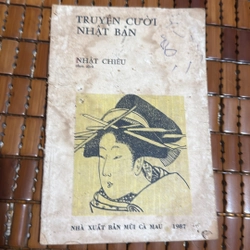 TRUYỆN CƯỜI
NHẬT BẢN
NHẬT CHIÊU
NHÀ XUẤT BẢN MŨI CÀ MAU 1987